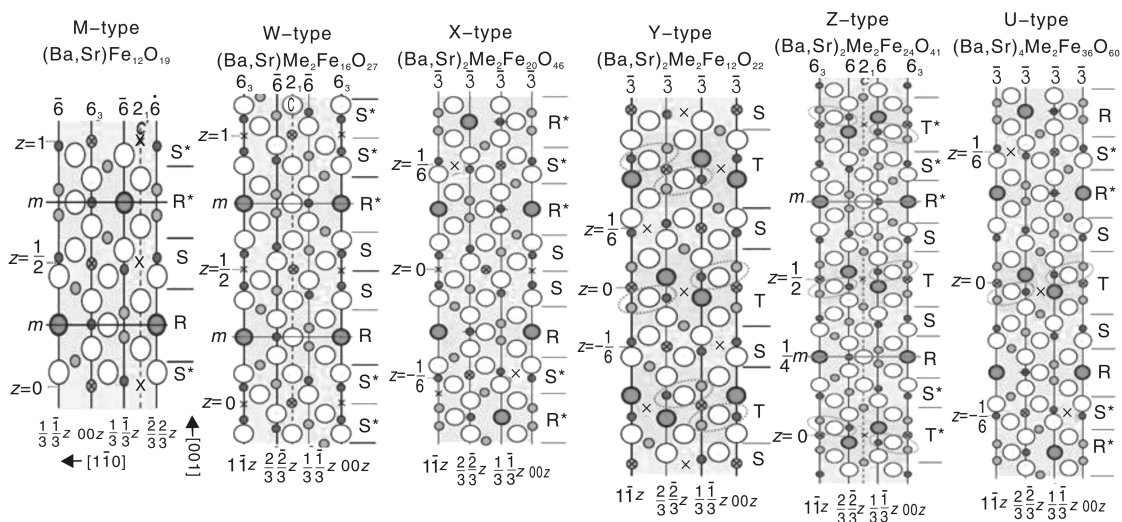 M-type
(Ba,Sr)Fe₁₂O₁₉
6̄ 6₃ 6̄ 2₁ 6̄
C
z=1
S*
m
R*
z=1/2
S
m
R
S*
z=0
1/3 1̄/3 z 00z 1/3 1̄/3 z 2̄/3 2/3 z
← [11̄0]
[001]
W-type
(Ba,Sr)Me₂Fe₁₆O₂₇
6₃ 6̄ 2₁ 6̄ 6₃
C
S*
z=1
S*
m
R*
S
z=1/2
S
m
R
S*
z=0
S*
11̄z 2/3 2̄/3 z 1/3 1̄/3 z 00z
X-type
(Ba,Sr)₂Me₂Fe₂₀O₄₆
3̄ 3̄ 3̄ 3̄
R*
z=1/6
S*
R*
S
z=0
S
R
z=-1/6
S*
R*
11̄z 2/3 2̄/3 z 1/3 1̄/3 z 00z
Y-type
(Ba,Sr)₂Me₂Fe₁₂O₂₂
3̄ 3̄ 3̄ 3̄
S
T
z=1/6
S
z=0
T
z=-1/6
S
T
S
11̄z 2/3 2̄/3 z 1/3 1̄/3 z 00z
Z-type
(Ba,Sr)₂Me₂Fe₂₄O₄₁
6₃ 6̄ 2₁ 6̄ 6₃
C
T*
S*
m
R*
S
z=1/2
T
S
1/4 m
R
S*
z=0
T*
11̄z 2/3 2̄/3 z 1/3 1̄/3 z 00z
U-type
(Ba,Sr)₄Me₂Fe₃₆O₆₀
3̄ 3̄ 3̄ 3̄
R
z=1/6
S*
R*
S
z=0
T
S
R
z=-1/6
S*
R*
11̄z 2/3 2̄/3 z 1/3 1̄/3 z 00z